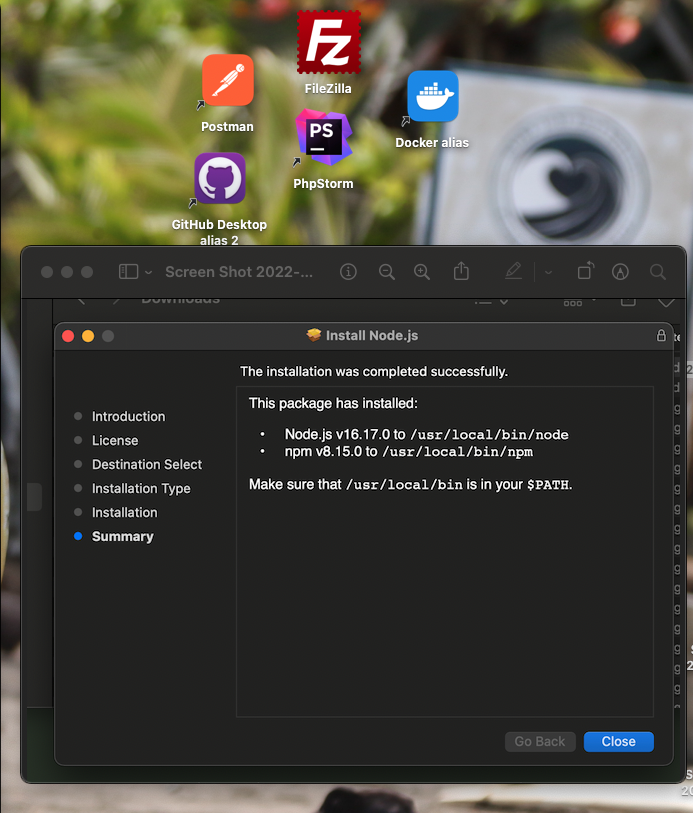 FileZilla
Postman
PS
Docker alias
PhpStorm
GitHub Desktop
alias 2
Screen Shot 2022-...
Downloads
Install Node.js
The installation was completed successfully.
This package has installed:
Introduction
• Node.js v16.17.0 to /usr/local/bin/node
License
• npm v8.15.0 to /usr/local/bin/npm
Destination Select
Installation Type
Make sure that /usr/local/bin is in your $PATH.
Installation
Summary
Go Back
Close